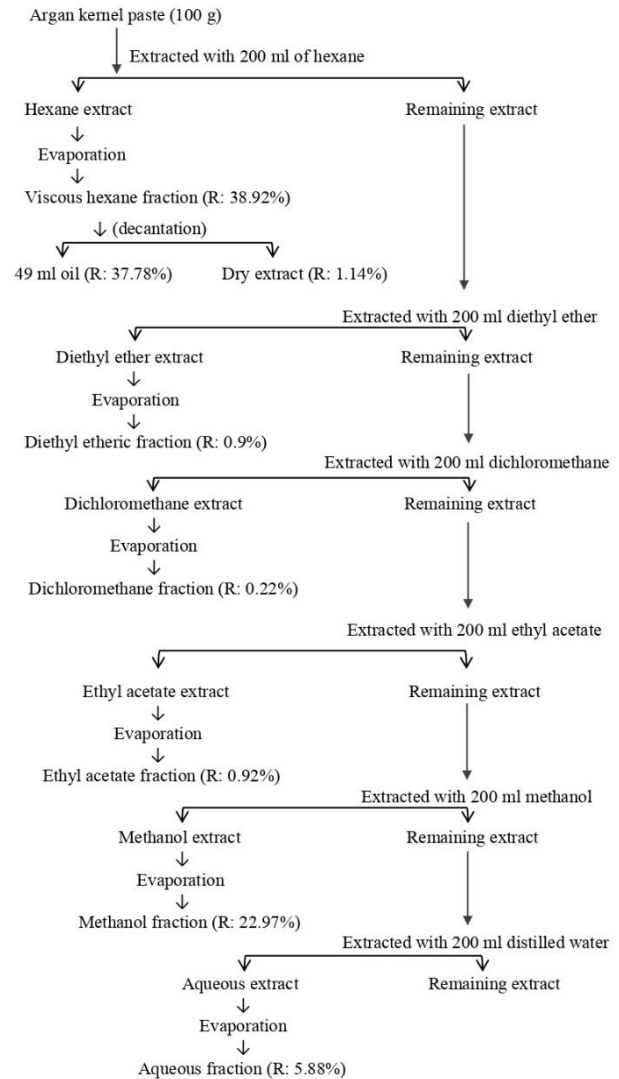 Argan kernel paste (100 g)
Extracted with 200 ml of hexane
Hexane extract
Remaining extract
Evaporation
Viscous hexane fraction (R: 38.92%)
(decantation)
49 ml oil (R: 37.78%)
Dry extract (R: 1.14%)
Extracted with 200 ml diethyl ether
Diethyl ether extract
Remaining extract
Evaporation
Diethyl etheric fraction (R: 0.9%)
Extracted with 200 ml dichloromethane
Dichloromethane extract
Remaining extract
Evaporation
Dichloromethane fraction (R: 0.22%)
Extracted with 200 ml ethyl acetate
Ethyl acetate extract
Remaining extract
Evaporation
Ethyl acetate fraction (R: 0.92%)
Extracted with 200 ml methanol
Methanol extract
Remaining extract
Evaporation
Methanol fraction (R: 22.97%)
Extracted with 200 ml distilled water
Aqueous extract
Remaining extract
Evaporation
Aqueous fraction (R: 5.88%)